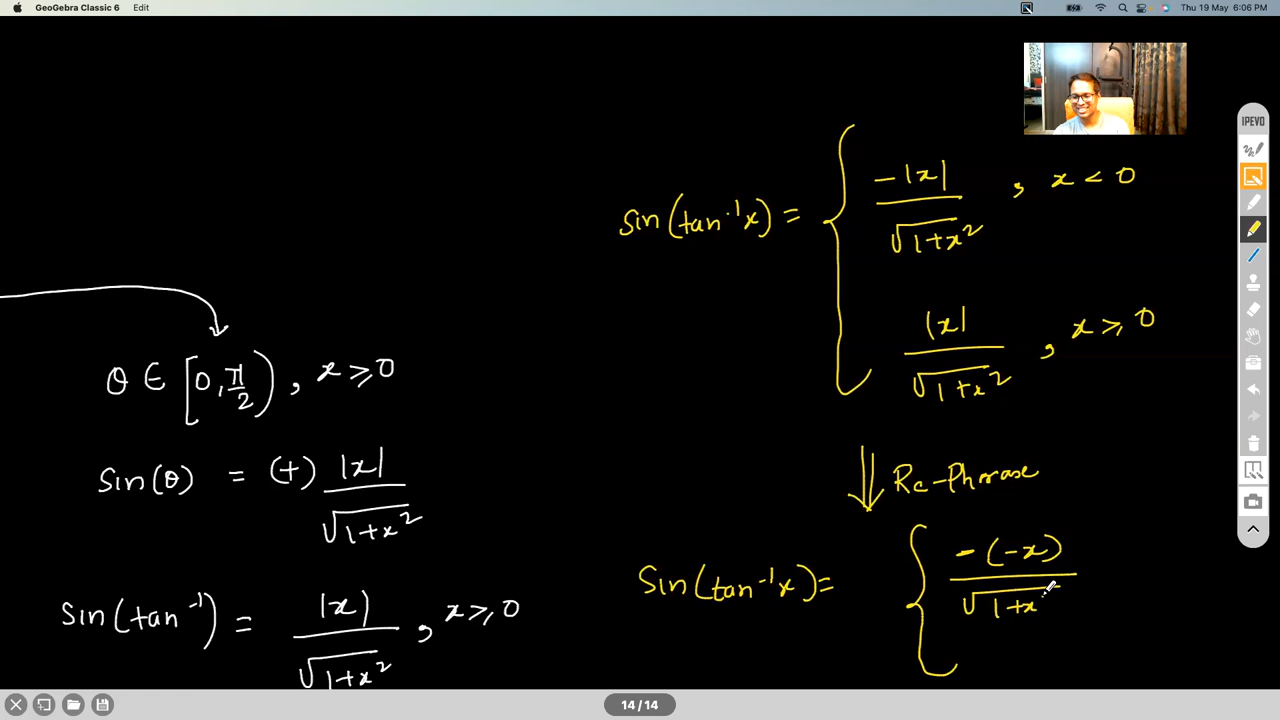 GeoGebra Classic 6 Edit Thu 19 May 6:06 PM
IPEVO
sin(tan⁻¹x) = { -|x| / √(1+x²) , x < 0
|x| / √(1+x²) , x ≥ 0
θ ∈ [0, π/2) , x ≥ 0
Sin(θ) = (+) |x| / √(1+x²)
Sin(tan⁻¹) = |x| / √(1+x²) , x ≥ 0
⇓ Re-Phrase
Sin(tan⁻¹x) = { -(-x) / √(1+x
14 / 14